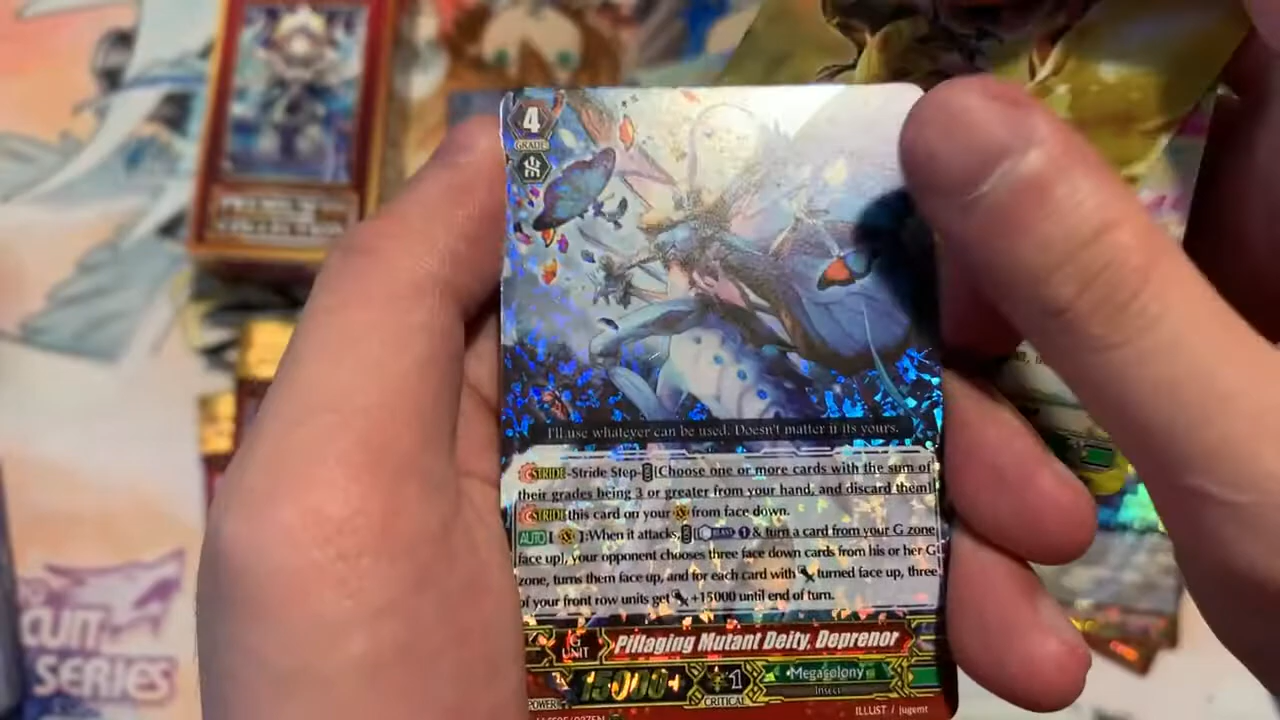 4
GRADE
I'll use whatever can be used. Doesn't matter if its yours.
STRIDE-Stride Step-[Choose one or more cards with the sum of
their grades being 3 or greater from your hand, and discard them]
STRIDE this card on your from face down.
AUTO [ ]:When it attacks, [ BLAST 1 & turn a card from your G zone
face up], your opponent chooses three face down cards from his or her G
zone, turns them face up, and for each card with turned face up, three
of your front row units get +15000 until end of turn.
G
UNIT
Pillaging Mutant Deity, Deprenor
POWER
15000+
1
CRITICAL
Megacolony
Insect
ILLUST / Jugemt
CUIT
SERIES
COLLECTION